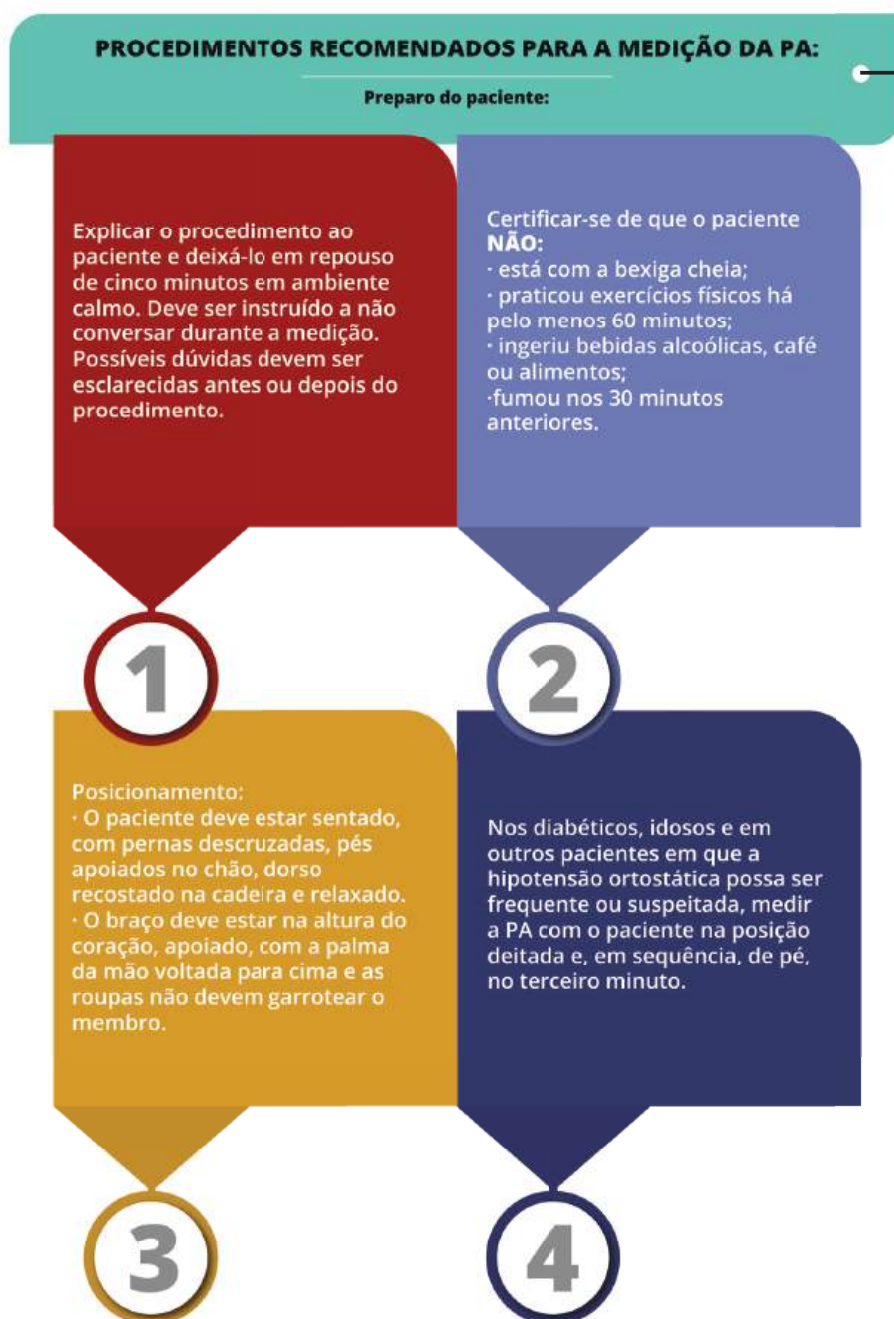 PROCEDIMENTOS RECOMENDADOS PARA A MEDIÇÃO DA PA:
Preparo do paciente:
Explicar o procedimento ao
paciente e deixá-lo em repouso
de cinco minutos em ambiente
calmo. Deve ser instruído a não
conversar durante a medição.
Possíveis dúvidas devem ser
esclarecidas antes ou depois do
procedimento.
1
Certificar-se de que o paciente
NÃO:
· está com a bexiga cheia;
· praticou exercícios físicos há
pelo menos 60 minutos;
· ingeriu bebidas alcoólicas, café
ou alimentos;
·fumou nos 30 minutos
anteriores.
2
Posicionamento:
· O paciente deve estar sentado,
com pernas descruzadas, pés
apoiados no chão, dorso
recostado na cadeira e relaxado.
· O braço deve estar na altura do
coração, apoiado, com a palma
da mão voltada para cima e as
roupas não devem garrotear o
membro.
3
Nos diabéticos, idosos e em
outros pacientes em que a
hipotensão ortostática possa ser
frequente ou suspeitada, medir
a PA com o paciente na posição
deitada e, em sequência, de pé,
no terceiro minuto.
4